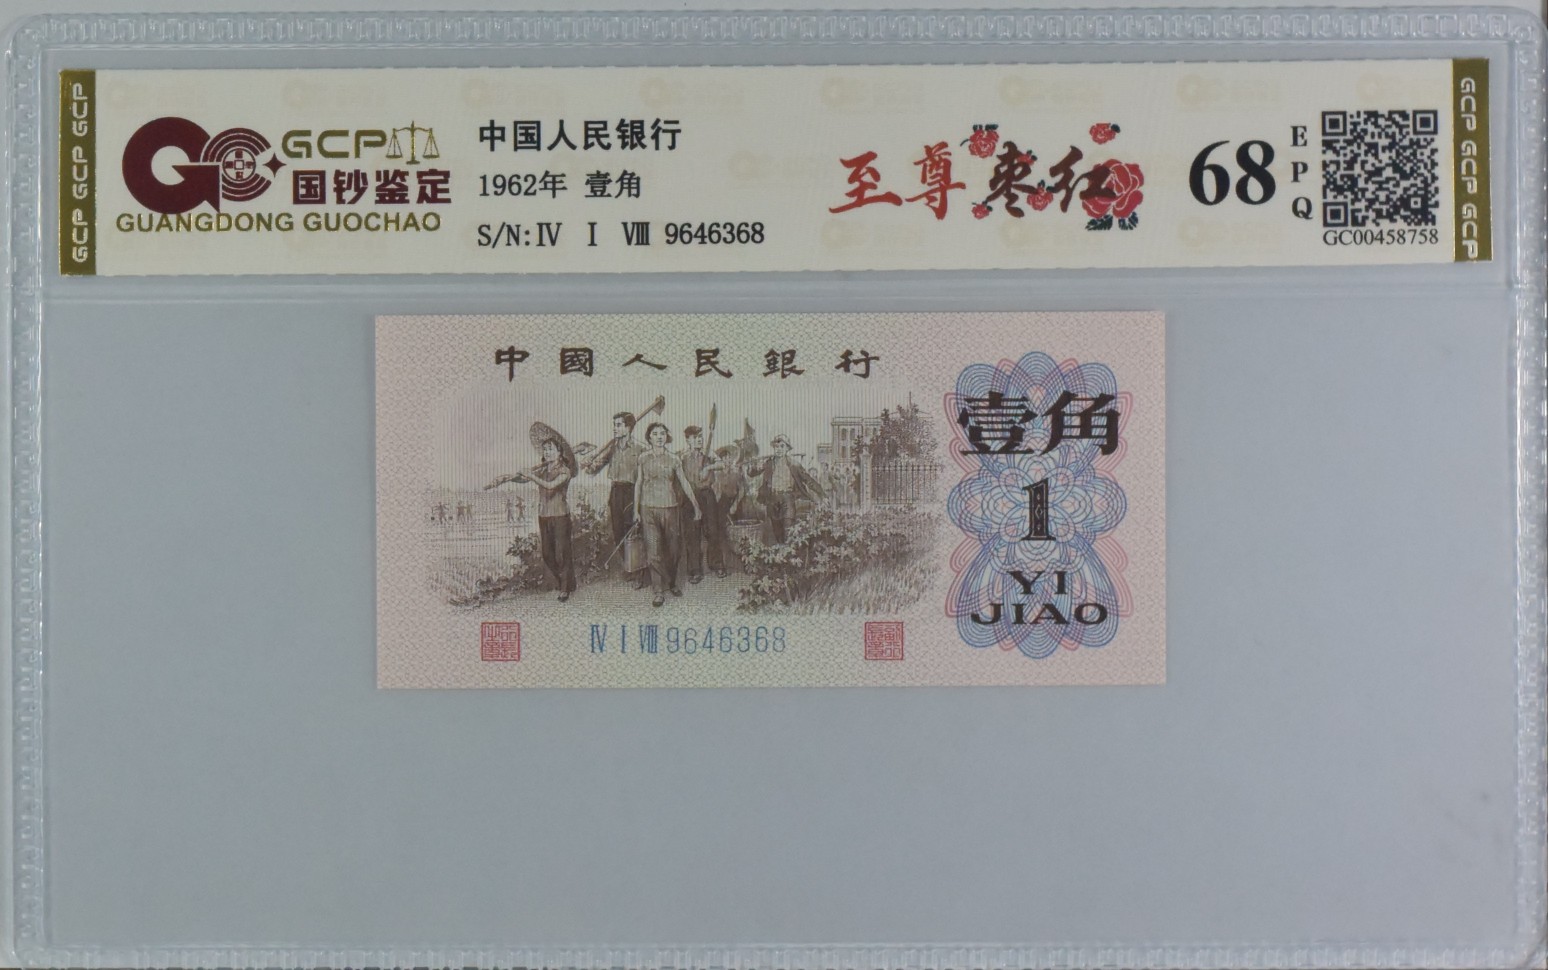 GCP GCP GCP
GCP
国钞鉴定
GUANGDONG GUOCHAO
中国人民银行
1962年 壹角
S/N:Ⅳ Ⅰ Ⅷ 9646368
至尊枣红
68
E
P
Q
GC00458758
GCP GCP GCP
中國人民銀行
壹角
1
YI
JIAO
Ⅳ Ⅰ Ⅷ 9646368